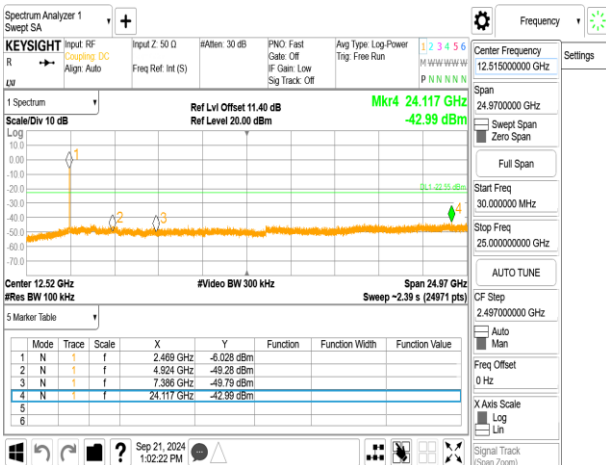 Spectrum Analyzer 1
Swept SA
+
Frequency
KEYSIGHT
R
Input: RF
Coupling: DC
Align: Auto
Input Z: 50 Ω
Freq Ref: Int (S)
#Atten: 30 dB
PNO: Fast
Gate: Off
IF Gain: Low
Sig Track: Off
Avg Type: Log-Power
Trig: Free Run
1 2 3 4 5 6
M W W W W W
P N N N N N
Center Frequency
12.515000000 GHz
Settings
Span
24.9700000 GHz
Swept Span
Zero Span
Full Span
Start Freq
30.000000 MHz
Stop Freq
25.000000000 GHz
AUTO TUNE
CF Step
2.497000000 GHz
Auto
Man
Freq Offset
0 Hz
X Axis Scale
Log
Lin
Signal Track
(Span Zoom)
1 Spectrum
Scale/Div 10 dB
Ref Lvl Offset 11.40 dB
Ref Level 20.00 dBm
Mkr4 24.117 GHz
-42.99 dBm
Log
10.0
0.00
-10.0
-20.0
-30.0
-40.0
-50.0
-60.0
-70.0
1
2
3
4
DL1 -22.55 dBm
Center 12.52 GHz
#Res BW 100 kHz
#Video BW 300 kHz
Span 24.97 GHz
Sweep ~2.39 s (24971 pts)
5 Marker Table
Mode Trace Scale X Y Function Function Width Function Value
1 N 1 f 2.469 GHz -6.028 dBm
2 N 1 f 4.924 GHz -49.28 dBm
3 N 1 f 7.386 GHz -49.79 dBm
4 N 1 f 24.117 GHz -42.99 dBm
5
6
?
Sep 21, 2024
1:02:22 PM